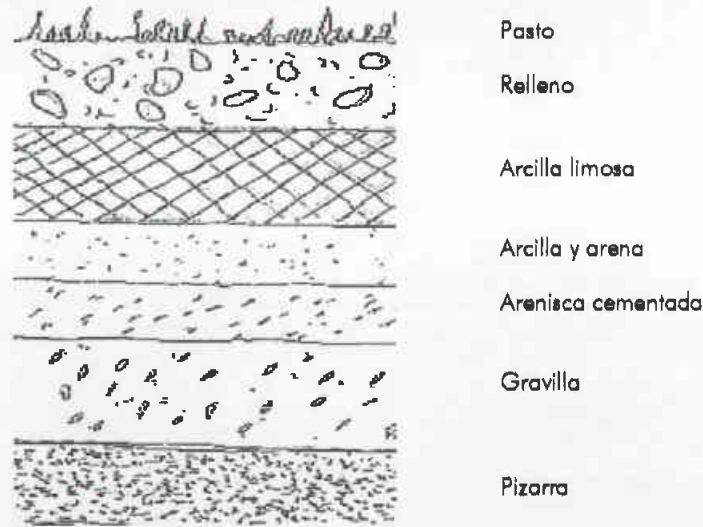 Pasto
Relleno
Arcilla limosa
Arcilla y arena
Arenisca cementada
Gravilla
Pizarra